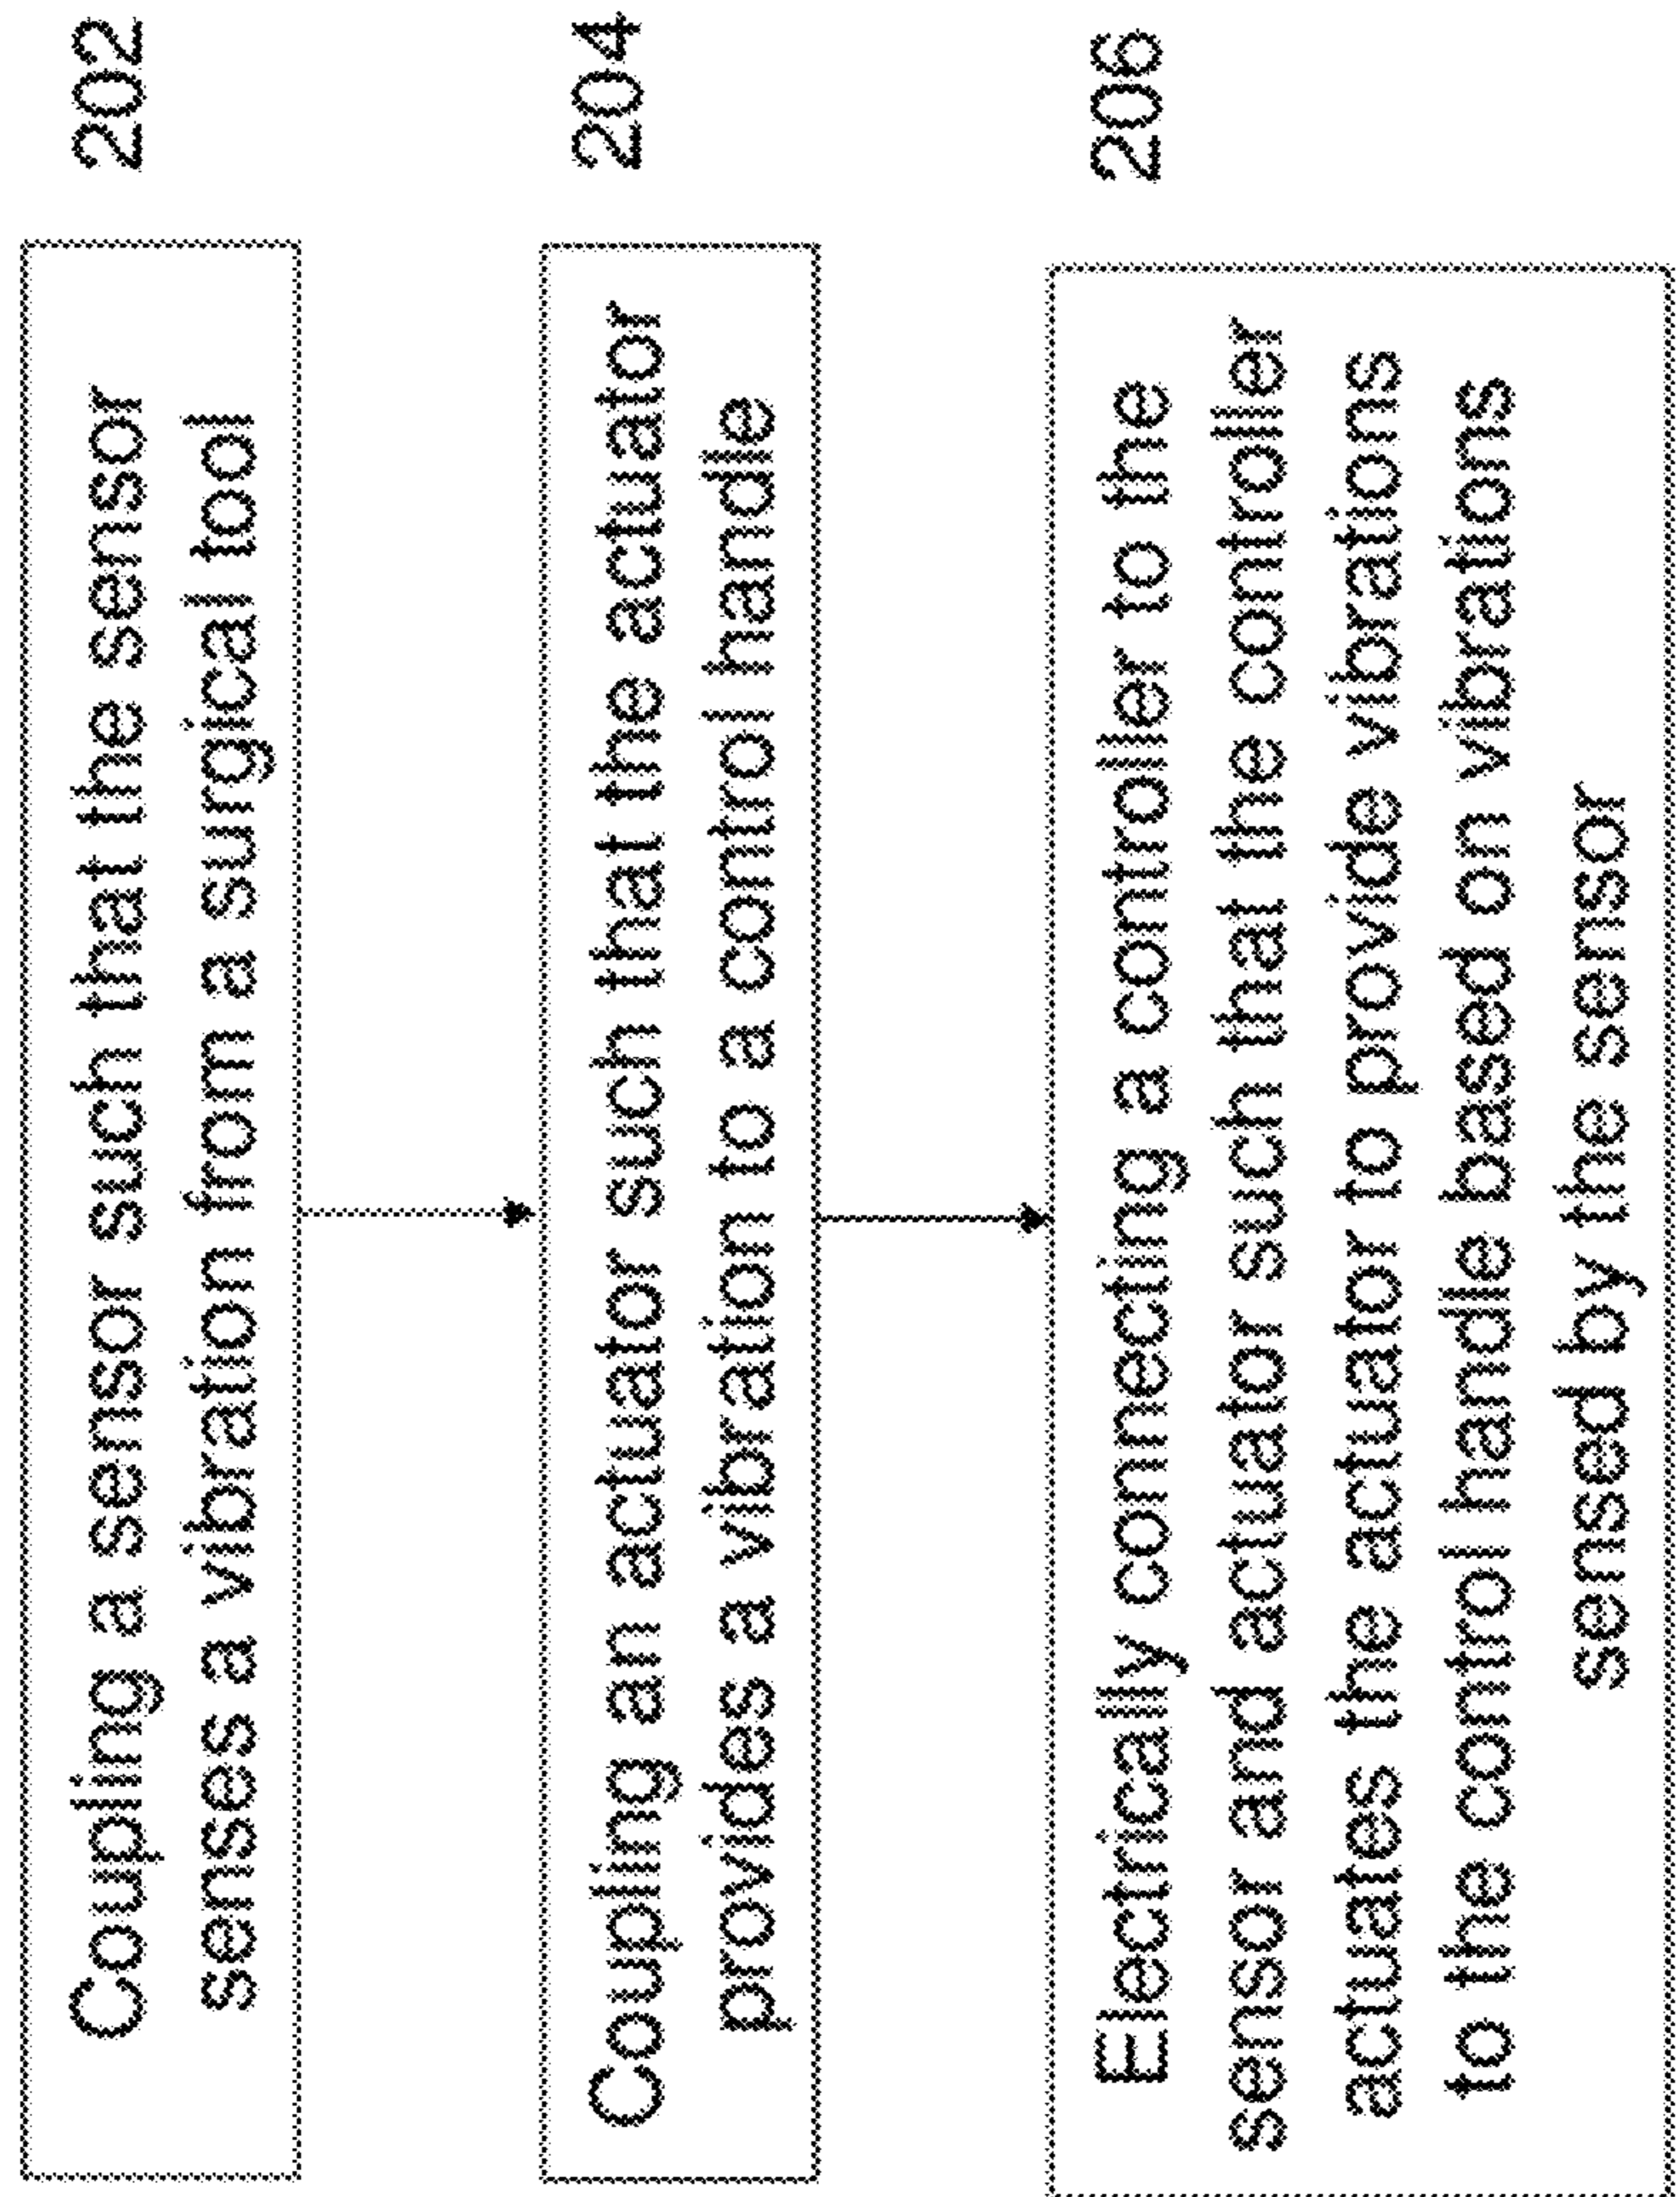 Coupling a sensor such that the sensor
senses a vibration from a surgical tool
202
Coupling an actuator such that the actuator
provides a vibration to a control handle
204
Electrically connecting a controller to the
sensor and actuator such that the controller
actuates the actuator to provide vibrations
to the control handle based on vibrations
sensed by the sensor
206